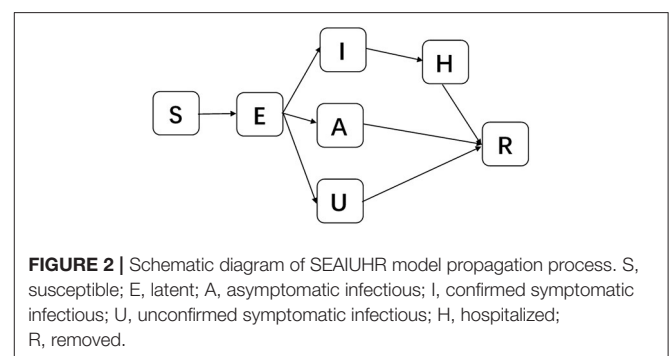 I
H
S
E
A
R
U
FIGURE 2 | Schematic diagram of SEAIUHR model propagation process. S,
susceptible; E, latent; A, asymptomatic infectious; I, confirmed symptomatic
infectious; U, unconfirmed symptomatic infectious; H, hospitalized;
R, removed.